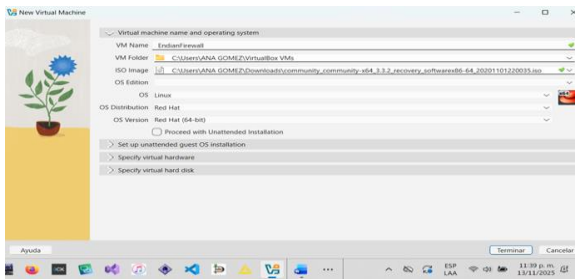 New Virtual Machine
Virtual machine name and operating system
VM Name EndianFirewall
VM Folder C:\Users\ANA GOMEZ\VirtualBox VMs
ISO Image C:\Users\ANA GOMEZ\Downloads\community_community-x64_3.3.2_recovery_softwarex86-64_20201101220035.iso
OS Edition
OS Linux
OS Distribution Red Hat
OS Version Red Hat (64-bit)
Proceed with Unattended Installation
Set up unattended guest OS installation
Specify virtual hardware
Specify virtual hard disk
Ayuda Terminar Cancelar
ESP 11:39 p. m.
LAA 13/11/2025